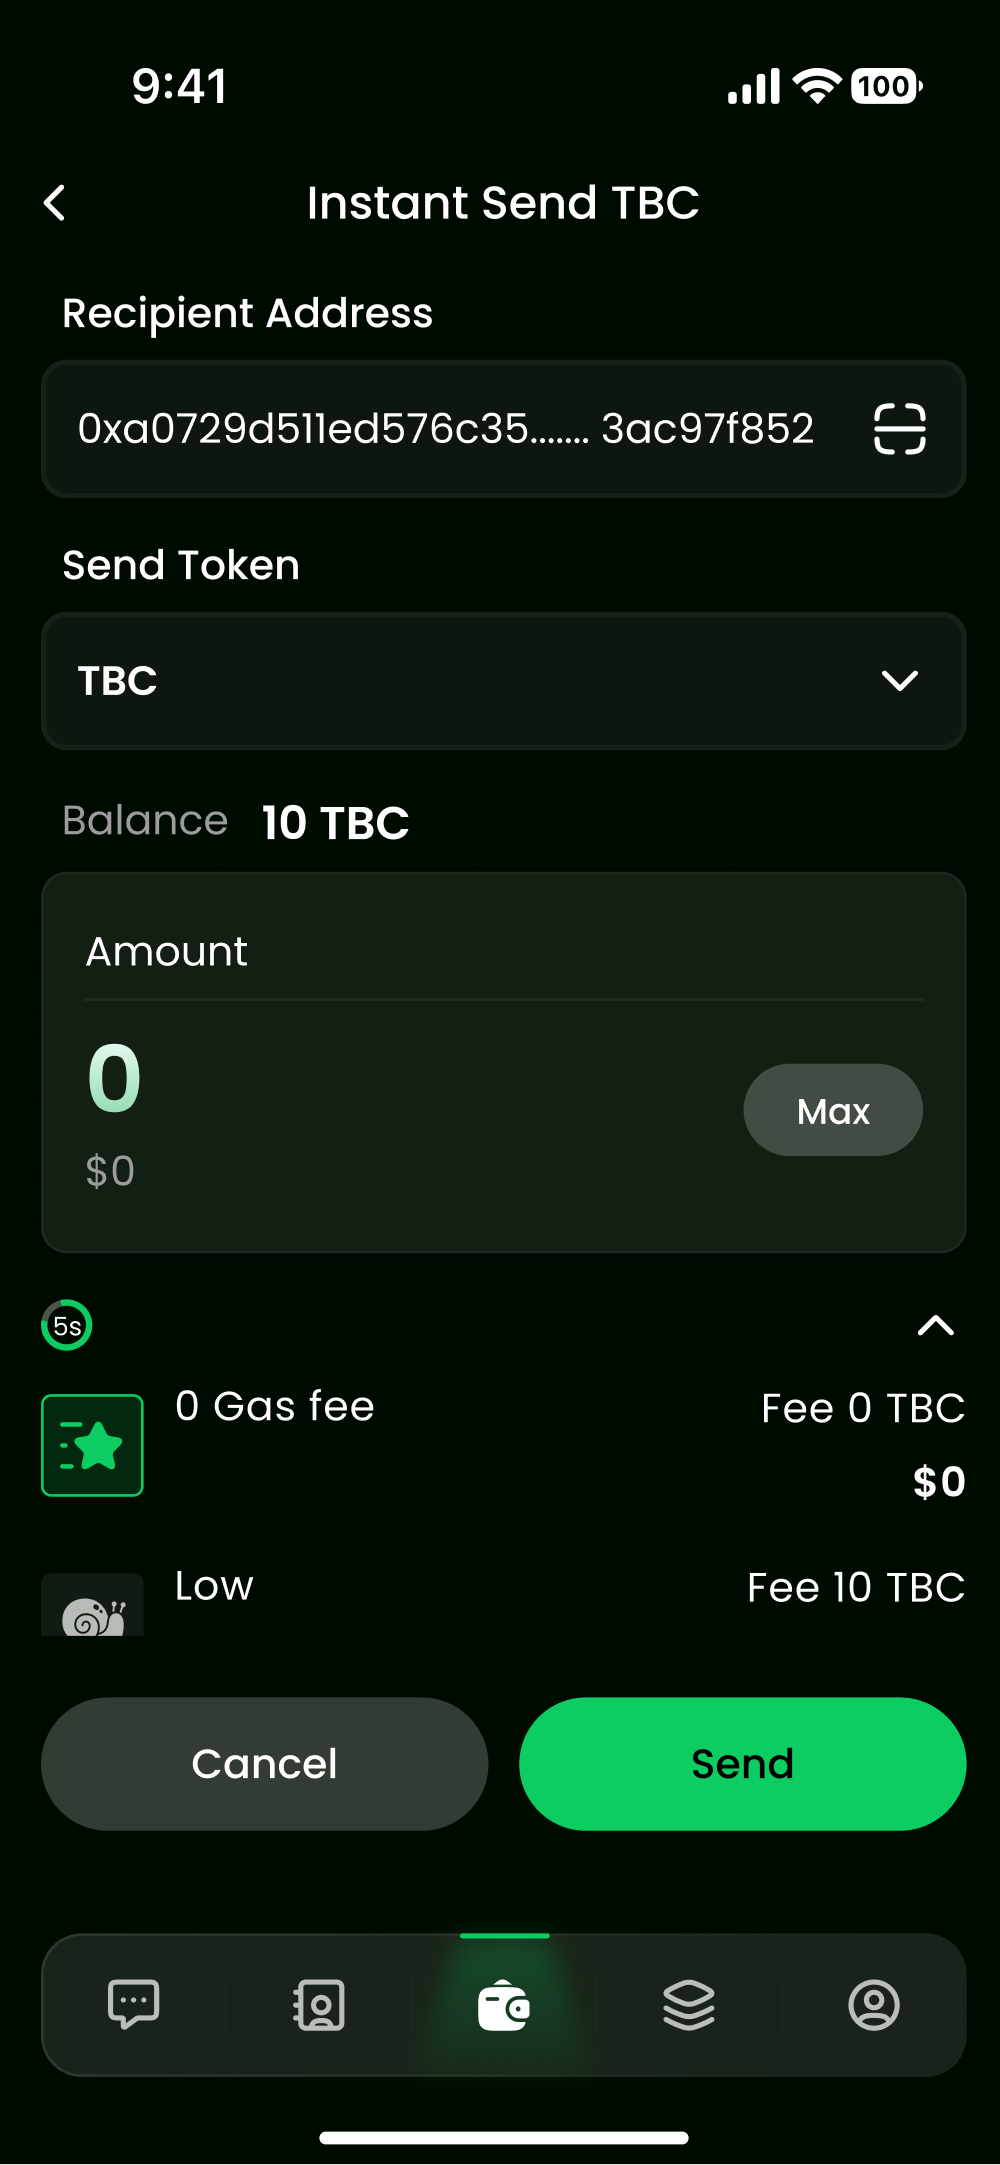 9:41
100
Instant Send TBC
Recipient Address
0xa0729d511ed576c35....... 3ac97f852
Send Token
TBC
Balance 10 TBC
Amount
0
Max
$0
5s
0 Gas fee
Fee 0 TBC
$0
Low
Fee 10 TBC
Cancel
Send